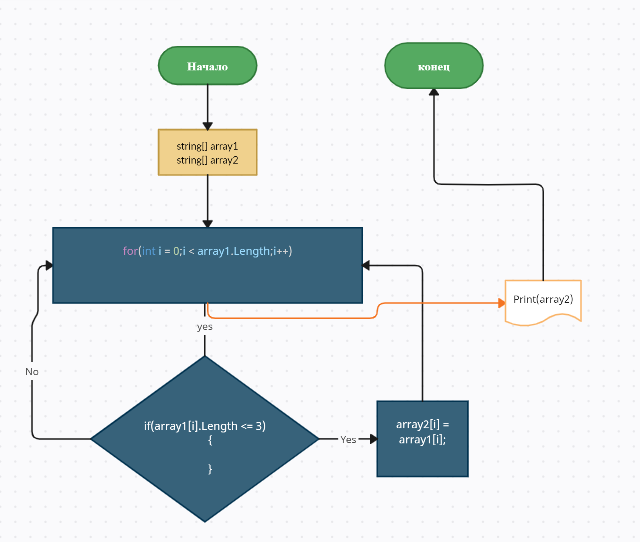 Начало
конец
string[] array1
string[] array2
for(int i = 0;i < array1.Length;i++)
Print(array2)
yes
No
if(array1[i].Length <= 3)
{
}
Yes
array2[i] =
array1[i];